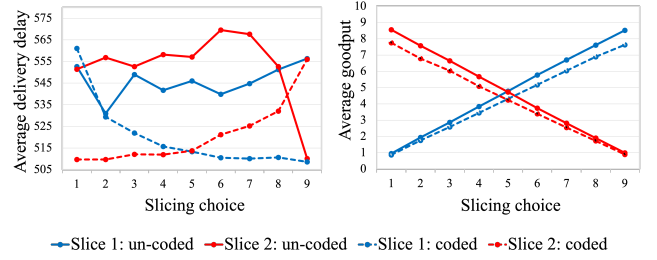 Average delivery delay
575
565
555
545
535
525
515
505
1 2 3 4 5 6 7 8 9
Slicing choice
Average goodput
10
9
8
7
6
5
4
3
2
1
0
1 2 3 4 5 6 7 8 9
Slicing choice
Slice 1: un-coded Slice 2: un-coded Slice 1: coded Slice 2: coded